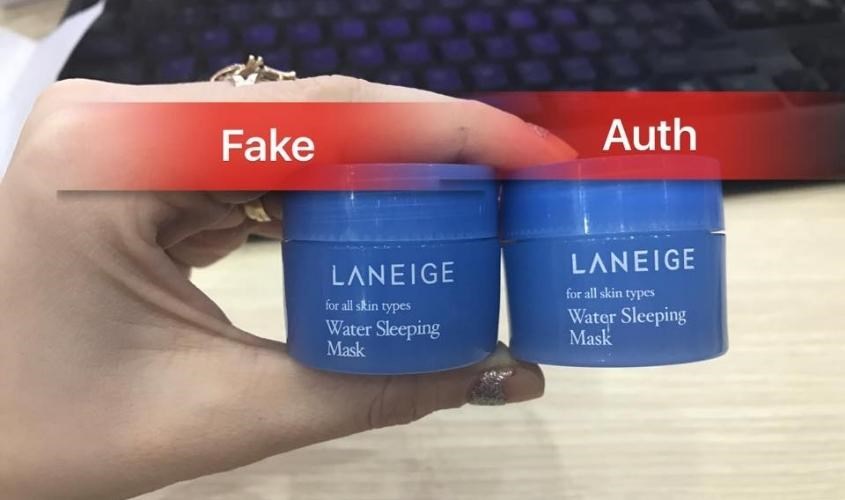 Fake
Auth
LANEIGE
for all skin types
Water Sleeping
Mask
LANEIGE
for all skin types
Water Sleeping
Mask